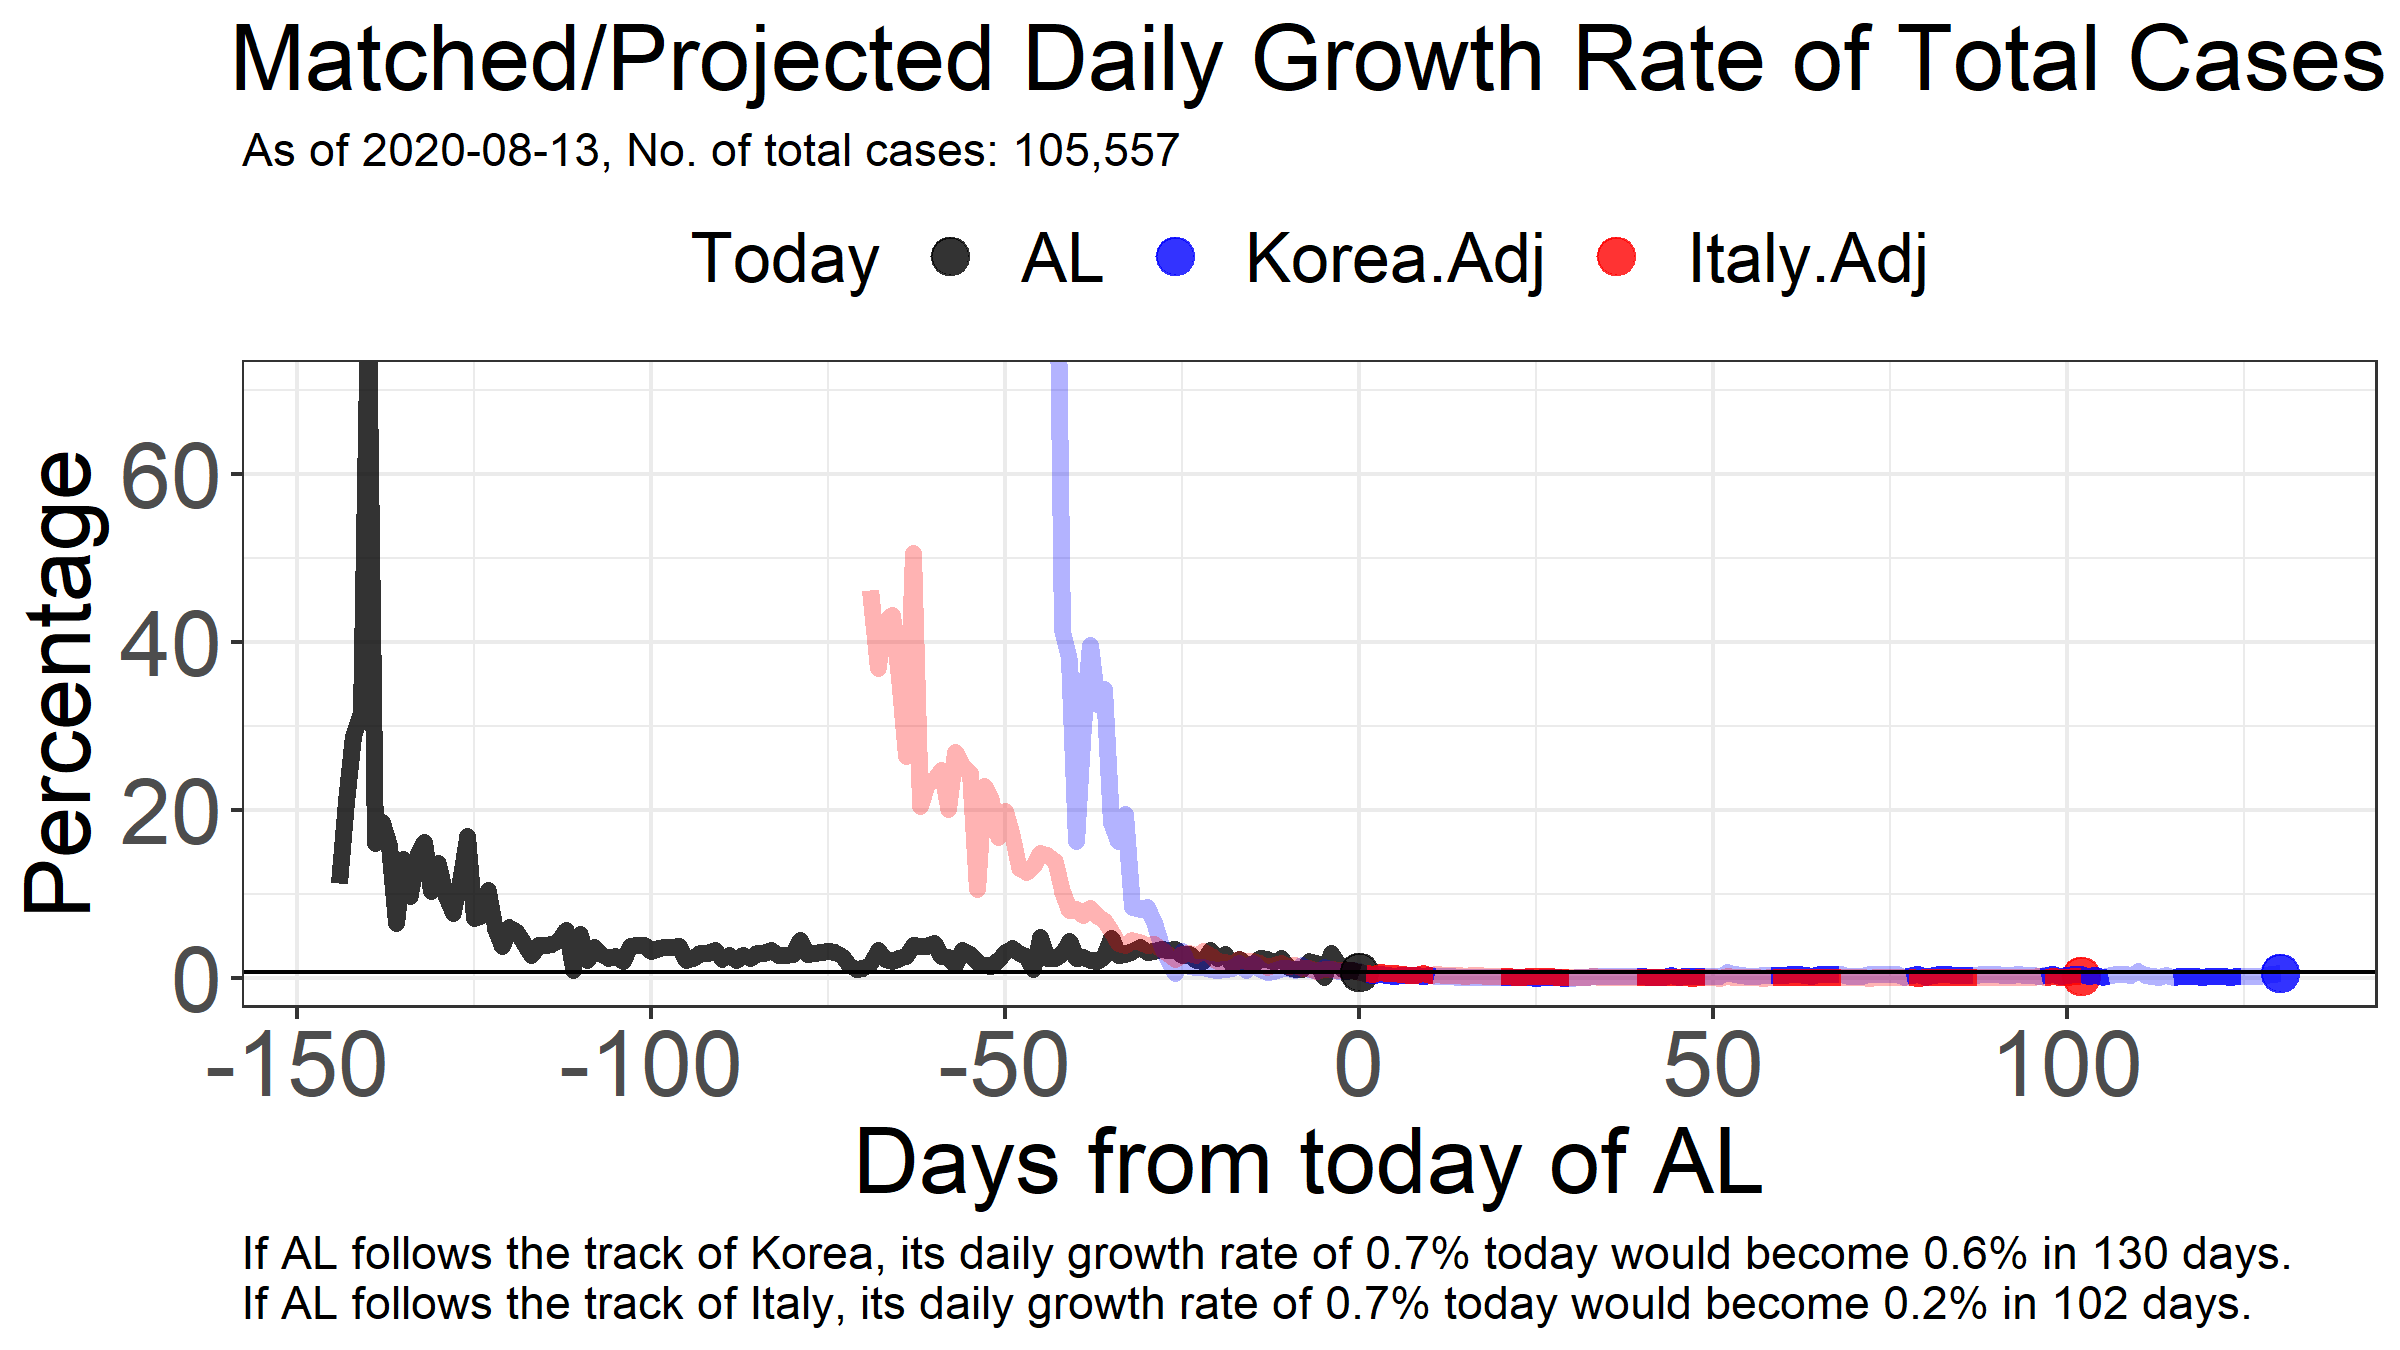 Matched/Projected Daily Growth Rate of Total Cases
As of 2020-08-13, No. of total cases: 105,557
Today AL Korea.Adj Italy.Adj
Percentage
60
40
20
0
-150 -100 -50 0 50 100
Days from today of AL
If AL follows the track of Korea, its daily growth rate of 0.7% today would become 0.6% in 130 days.
If AL follows the track of Italy, its daily growth rate of 0.7% today would become 0.2% in 102 days.